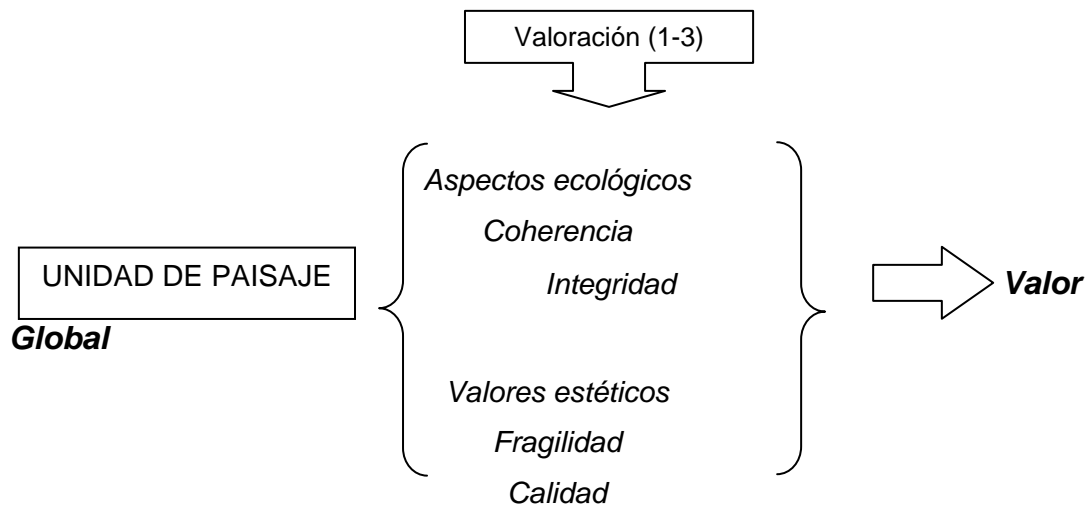 Valoración (1-3)
Aspectos ecológicos
Coherencia
UNIDAD DE PAISAJE
Integridad
Valor
Global
Valores estéticos
Fragilidad
Calidad